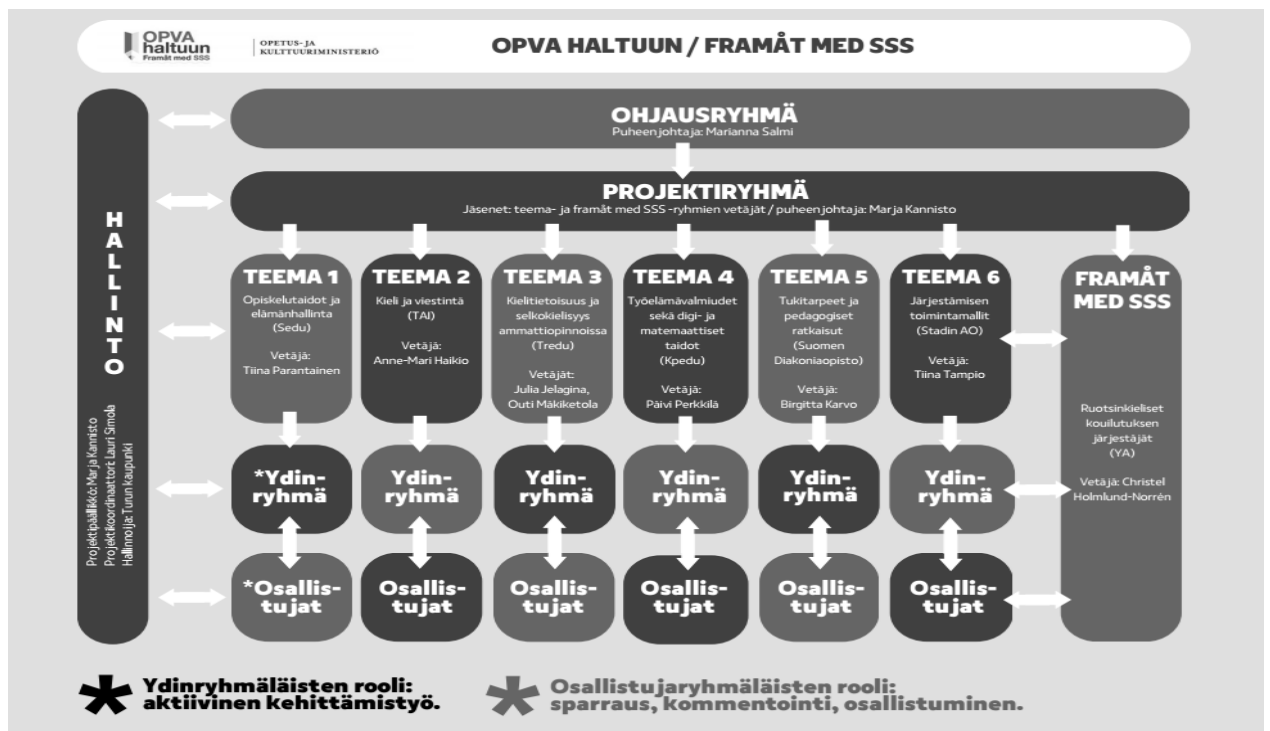 OPVA
haltuun
Framåt med SSS
OPETUS- JA
KULTTUURIMINISTERIÖ
OPVA HALTUUN / FRAMÅT MED SSS
HALLINTO
Projektipäällikkö: Marja Kannisto
Projektikoordinaattori: Lauri Simola
Hallinnoija: Turun kaupunki
OHJAUSRYHMÄ
Puheenjohtaja: Marianna Salmi
PROJEKTIRYHMÄ
Jäsenet: teema- ja framåt med SSS -ryhmien vetäjät / puheenjohtaja: Marja Kannisto
TEEMA 1
Opiskelutaidot ja
elämänhallinta
(Sedu)
Vetäjä:
Tiina Parantainen
TEEMA 2
Kieli ja viestintä
(TAI)
Vetäjä:
Anne-Mari Haikio
TEEMA 3
Kielitietoisuus ja
selkokielisyys
ammattiopinnoissa
(Tredu)
Vetäjät:
Julia Jelagina,
Outi Mäkiketola
TEEMA 4
Työelämävalmiudet
sekä digi- ja
matemaattiset
taidot
(Kpedu)
Vetäjä:
Päivi Perkkilä
TEEMA 5
Tukitarpeet ja
pedagogiset
ratkaisut
(Suomen
Diakoniaopisto)
Vetäjä:
Birgitta Karvo
TEEMA 6
Järjestämisen
toimintamallit
(Stadin AO)
Vetäjä:
Tiina Tampio
FRAMÅT
MED SSS
Ruotsinkieliset
kouilutuksen
järjestäjät
(YA)
Vetäjä: Christel
Holmlund-Norrén
*Ydin-
ryhmä
Ydin-
ryhmä
Ydin-
ryhmä
Ydin-
ryhmä
Ydin-
ryhmä
Ydin-
ryhmä
*Osallis-
tujat
Osallis-
tujat
Osallis-
tujat
Osallis-
tujat
Osallis-
tujat
Osallis-
tujat
* Ydinryhmäläisten rooli:
aktiivinen kehittämistyö.
* Osallistujaryhmäläisten rooli:
sparraus, kommentointi, osallistuminen.